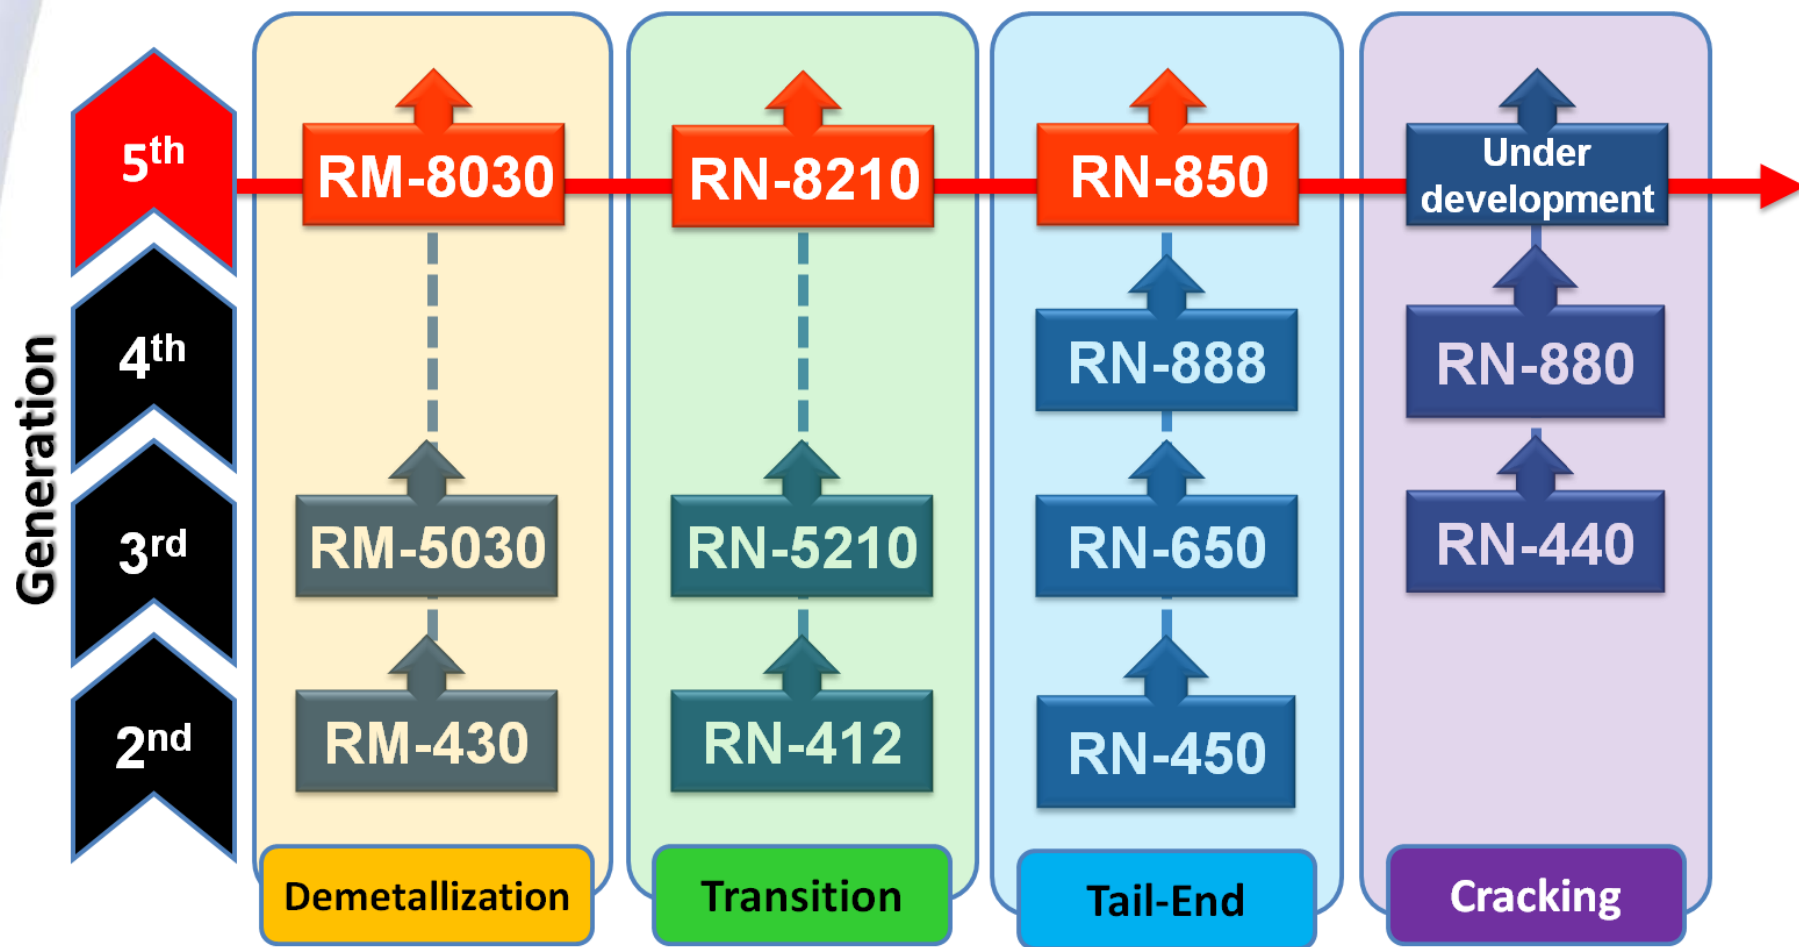 Generation
5th
RM-8030
RN-8210
RN-850
Under
development
4th
RN-888
RN-880
3rd
RM-5030
RN-5210
RN-650
RN-440
2nd
RM-430
RN-412
RN-450
Demetallization
Transition
Tail-End
Cracking